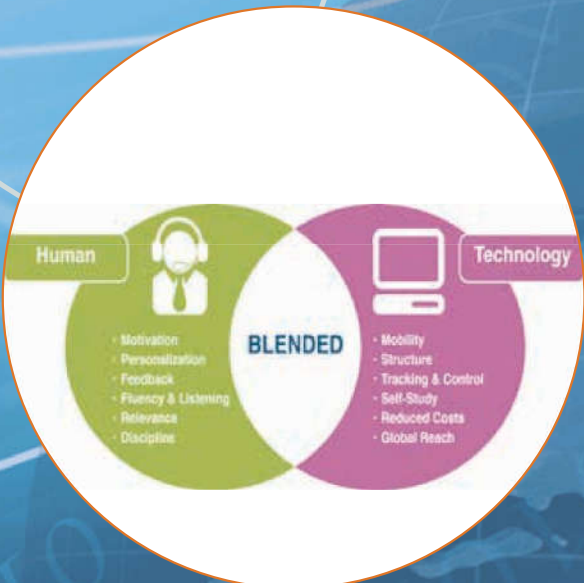 Human
Technology
BLENDED
· Motivation
· Personalization
· Feedback
· Fluency & Listening
· Relevance
· Discipline
· Mobility
· Structure
· Tracking & Control
· Self-Study
· Reduced Costs
· Global Reach